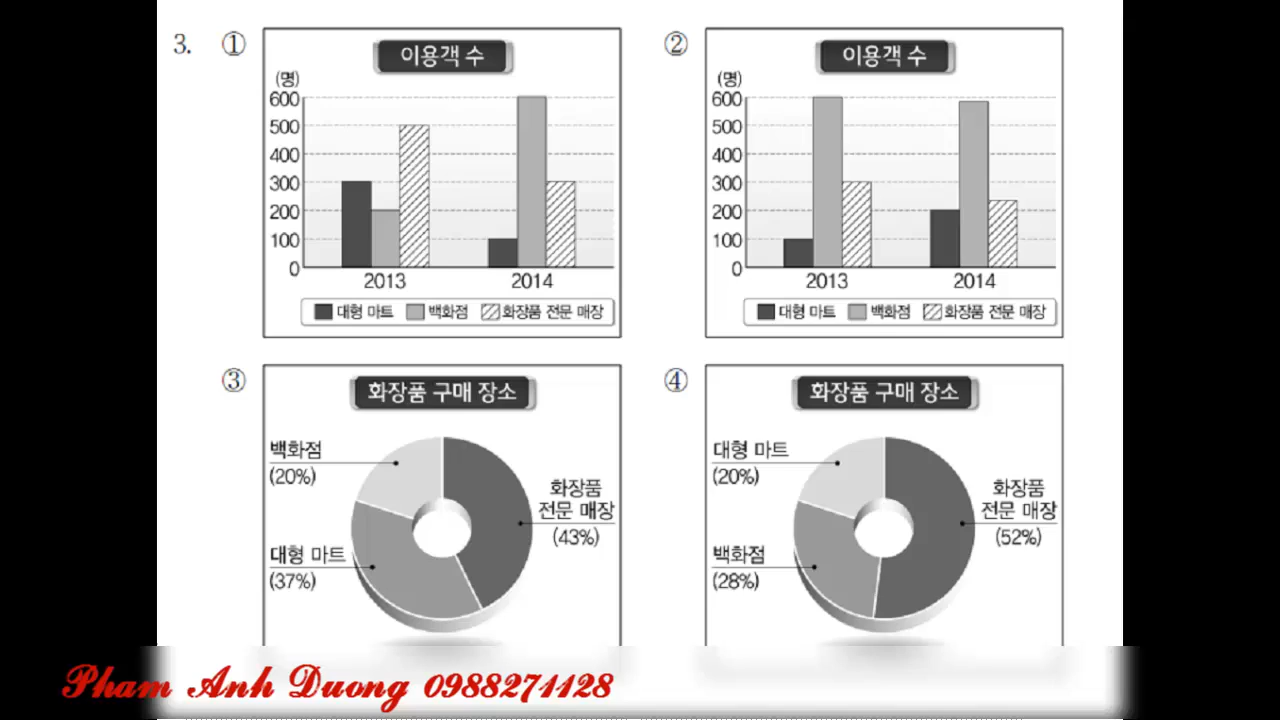 3.
①
이용객 수
(명)
600
500
400
300
200
100
0
2013
2014
대형 마트
백화점
화장품 전문 매장
②
이용객 수
(명)
600
500
400
300
200
100
0
2013
2014
대형 마트
백화점
화장품 전문 매장
③
화장품 구매 장소
백화점
(20%)
화장품
전문 매장
(43%)
대형 마트
(37%)
④
화장품 구매 장소
대형 마트
(20%)
화장품
전문 매장
(52%)
백화점
(28%)
Pham Anh Duong 0988271128